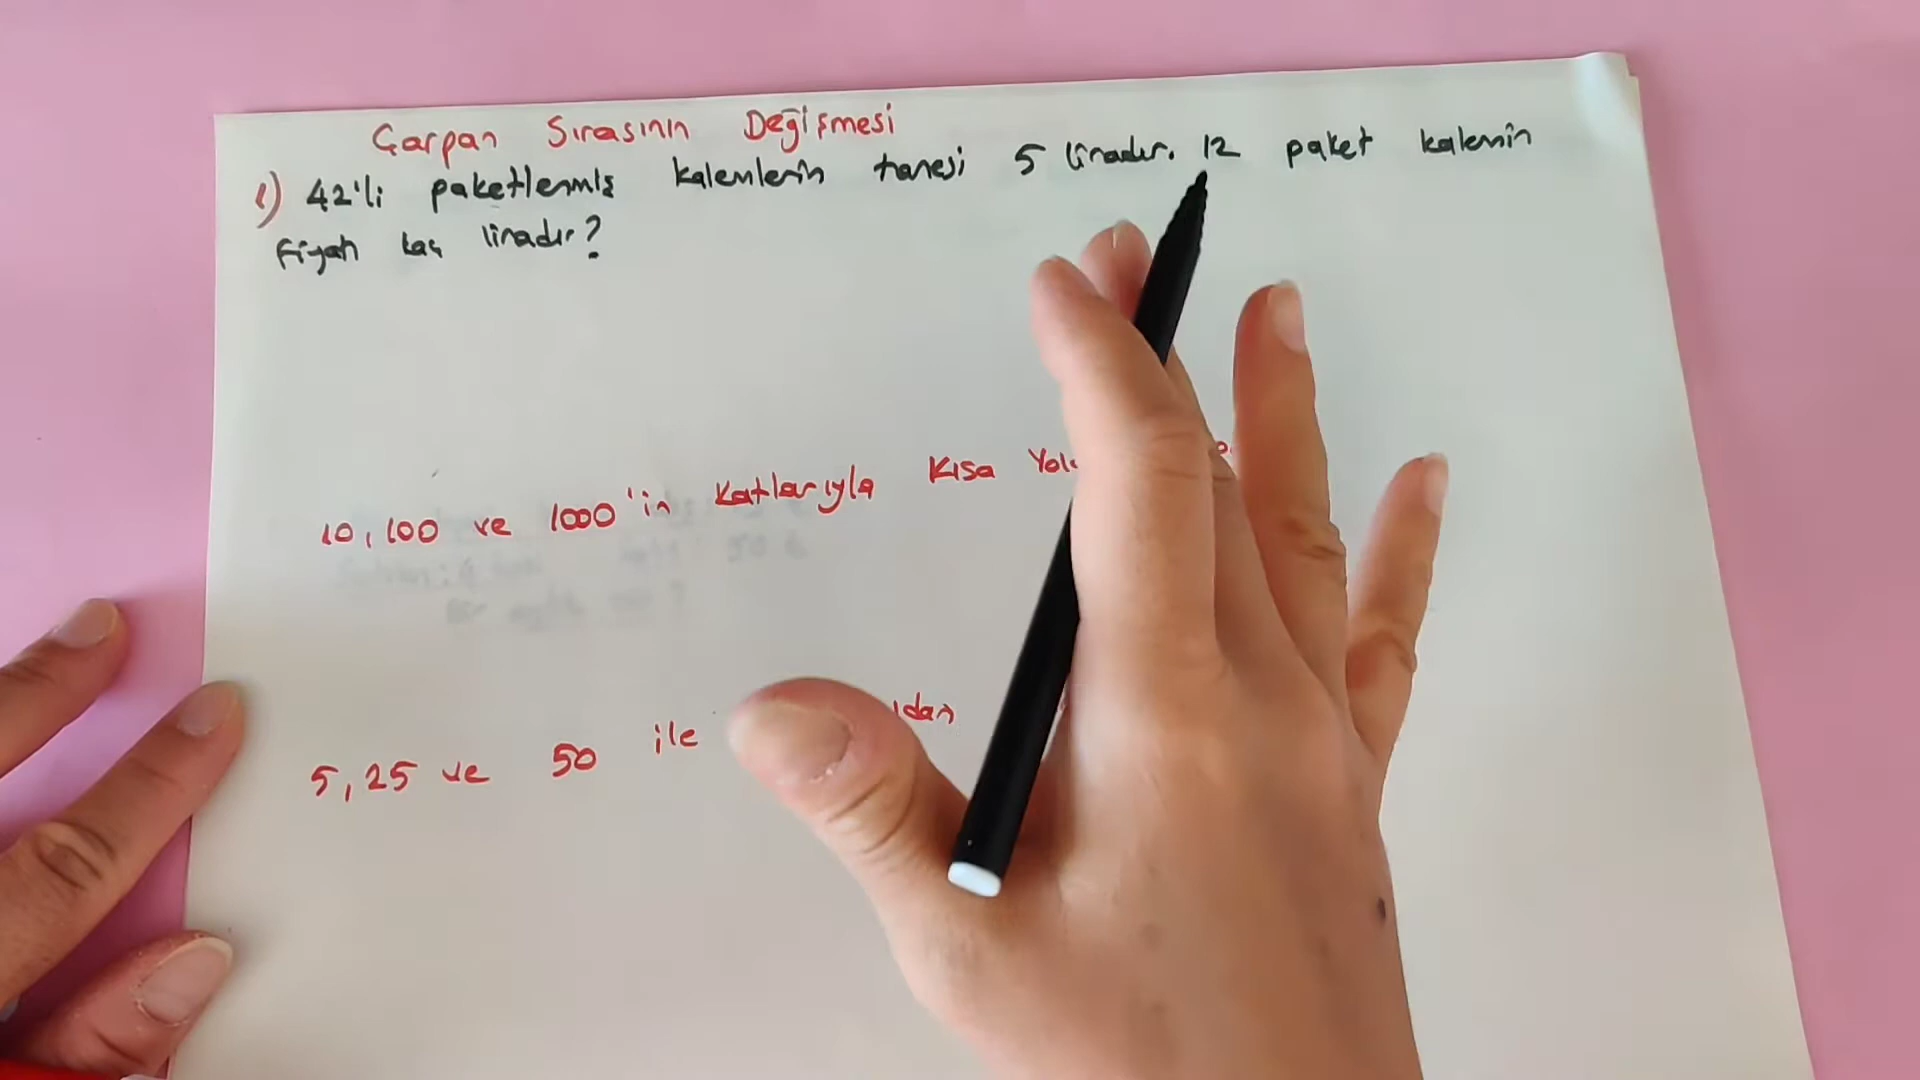 Çarpan Sırasının Değişmesi
1) 42'li paketlenmiş kalemlerin tanesi 5 liradır. 12 paket kalemin
fiyatı kaç liradır?
10, 100 ve 1000'in Katlarıyla Kısa
5, 25 ve 50 ile